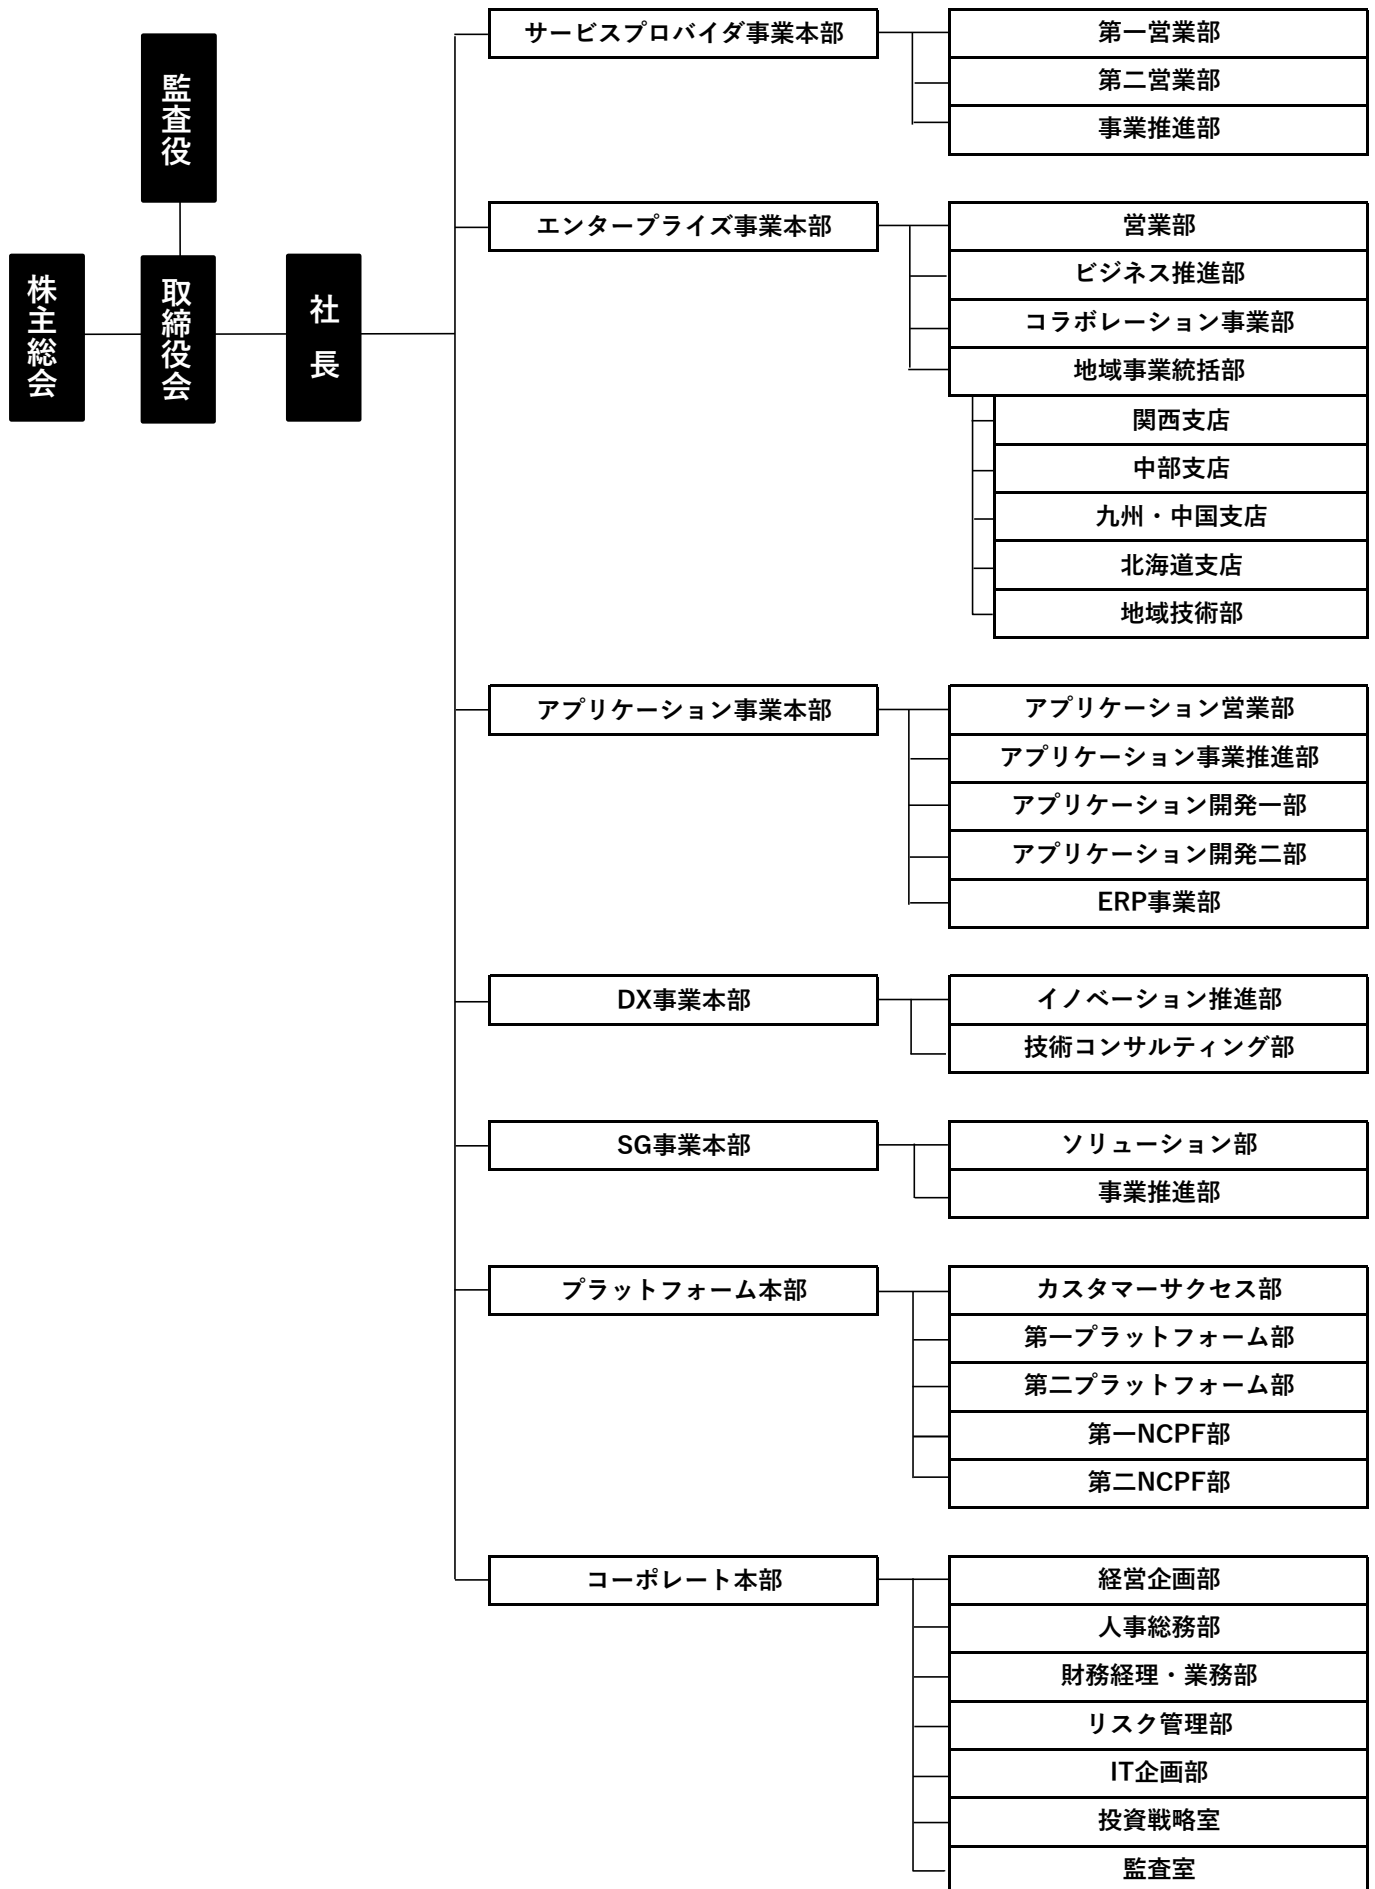 監査役
株主総会
取締役会
社長
サービスプロバイダ事業本部
第一営業部
第二営業部
事業推進部
エンタープライズ事業本部
営業部
ビジネス推進部
コラボレーション事業部
地域事業統括部
関西支店
中部支店
九州・中国支店
北海道支店
地域技術部
アプリケーション事業本部
アプリケーション営業部
アプリケーション事業推進部
アプリケーション開発一部
アプリケーション開発二部
ERP事業部
DX事業本部
イノベーション推進部
技術コンサルティング部
SG事業本部
ソリューション部
事業推進部
プラットフォーム本部
カスタマーサクセス部
第一プラットフォーム部
第二プラットフォーム部
第一NCPF部
第二NCPF部
コーポレート本部
経営企画部
人事総務部
財務経理・業務部
リスク管理部
IT企画部
投資戦略室
監査室